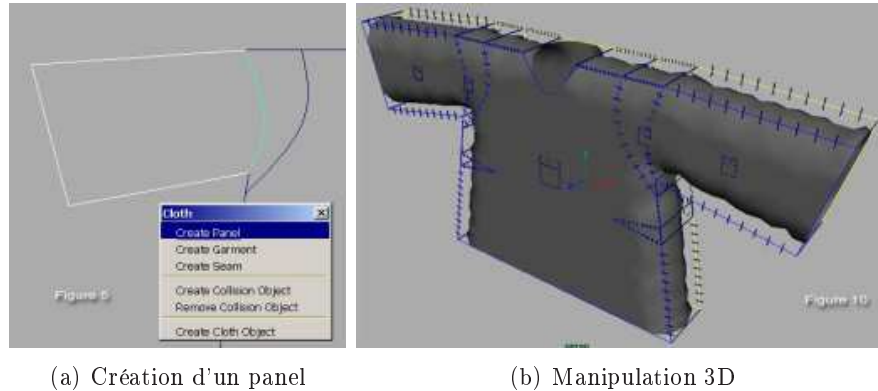 Cloth
Create Panel
Create Garment
Create Seam
Create Collision Object
Remove Collision Object
Create Cloth Object
Figure 5
Figure 10
persp
(a) Création d'un panel
(b) Manipulation 3D